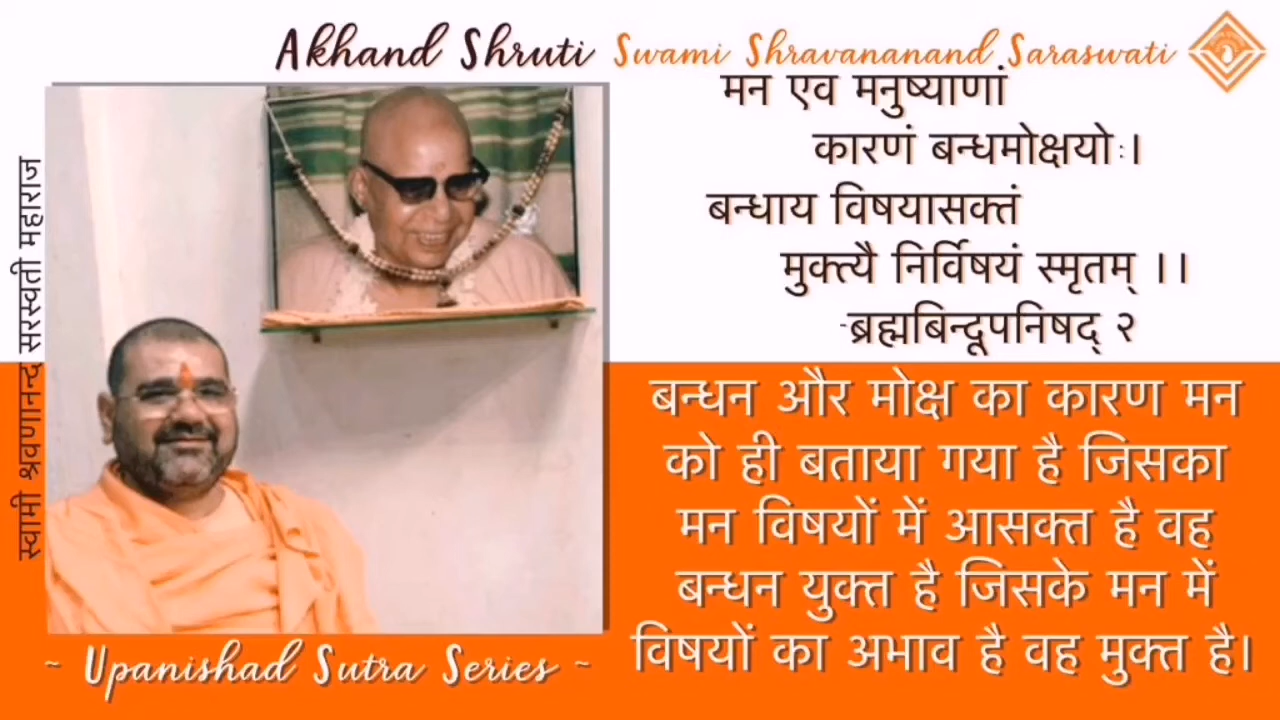 Akhand Shruti Swami Shravananand Saraswati
मन एव मनुष्याणां
कारणं बन्धमोक्षयोः।
बन्धाय विषयासक्तं
मुक्त्यै निर्विषयं स्मृतम् ।।
-ब्रह्मबिन्दूपनिषद् २
स्वामी श्रवणानन्द सरस्वती महाराज
बन्धन और मोक्ष का कारण मन
को ही बताया गया है जिसका
मन विषयों में आसक्त है वह
बन्धन युक्त है जिसके मन में
विषयों का अभाव है वह मुक्त है।
~ Upanishad Sutra Series ~